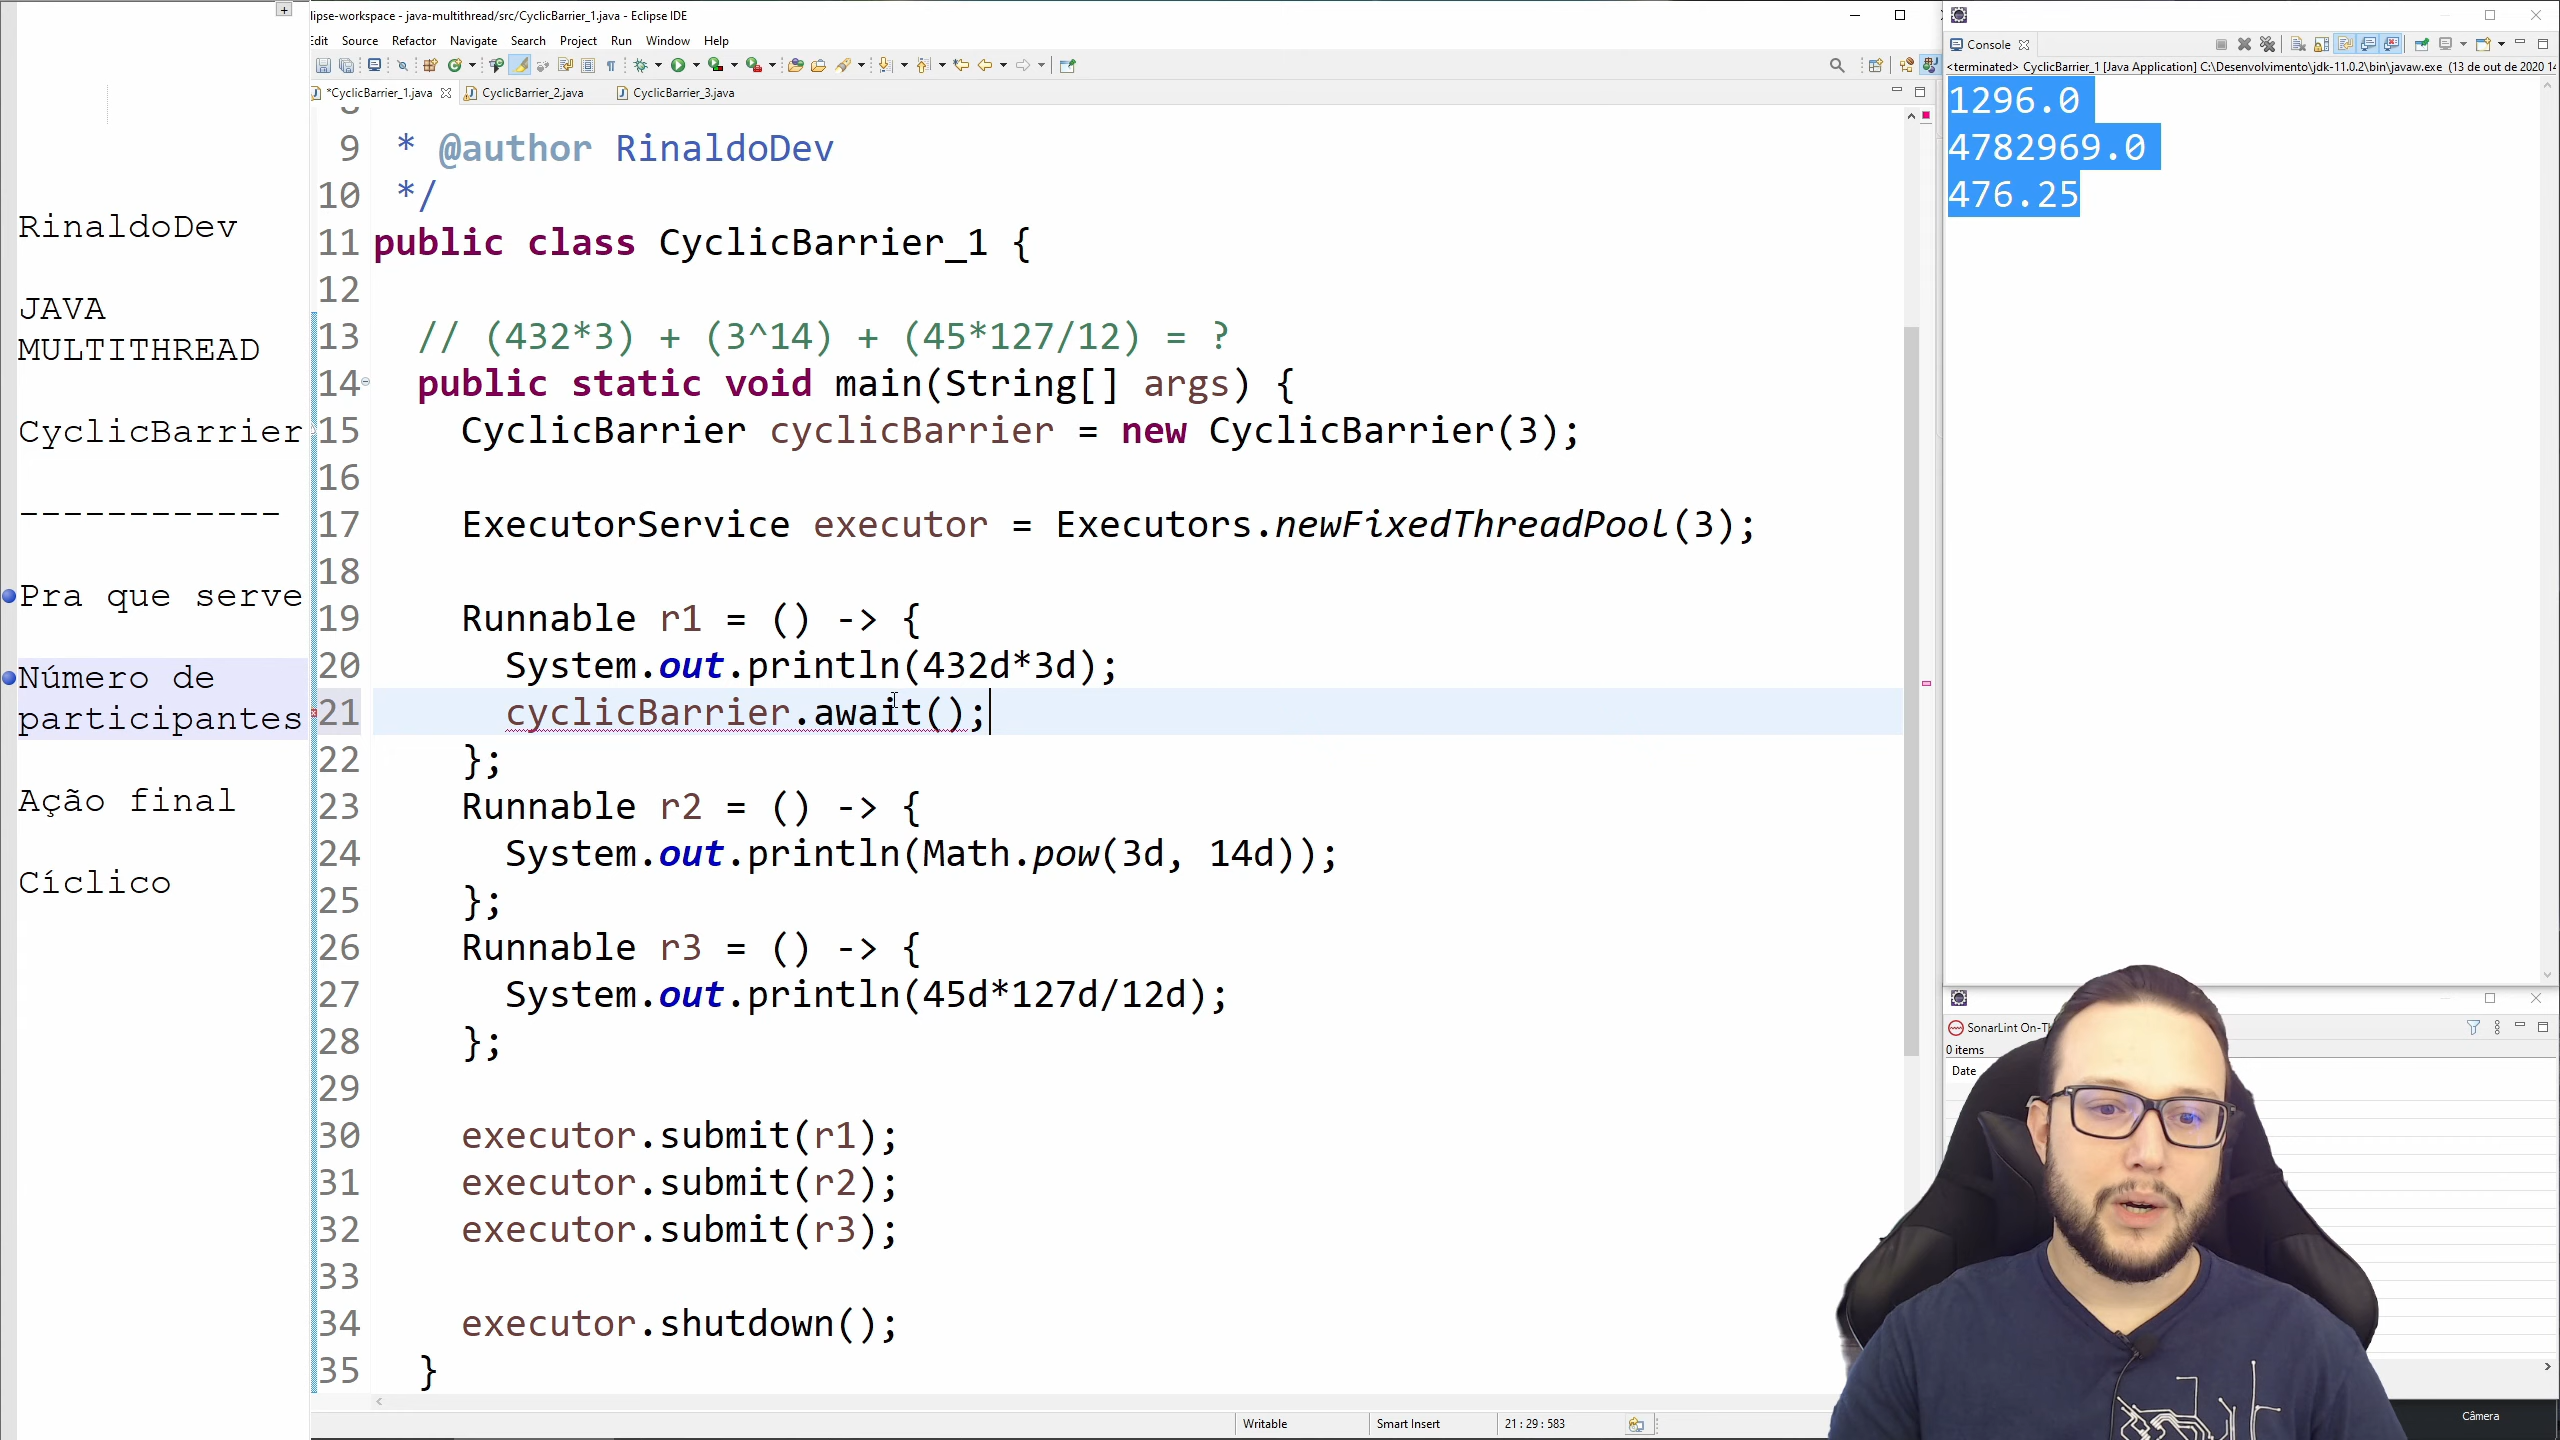 RinaldoDev
JAVA
MULTITHREAD
CyclicBarrier
------------
Pra que serve
Número de
participantes
Ação final
Cíclico
lipse-workspace - java-multithread/src/CyclicBarrier_1.java - Eclipse IDE
Edit Source Refactor Navigate Search Project Run Window Help
*CyclicBarrier_1.java CyclicBarrier_2.java CyclicBarrier_3.java
9 * @author RinaldoDev
10 */
11 public class CyclicBarrier_1 {
12
13 // (432*3) + (3^14) + (45*127/12) = ?
14 public static void main(String[] args) {
15 CyclicBarrier cyclicBarrier = new CyclicBarrier(3);
16
17 ExecutorService executor = Executors.newFixedThreadPool(3);
18
19 Runnable r1 = () -> {
20 System.out.println(432d*3d);
21 cyclicBarrier.await();
22 };
23 Runnable r2 = () -> {
24 System.out.println(Math.pow(3d, 14d));
25 };
26 Runnable r3 = () -> {
27 System.out.println(45d*127d/12d);
28 };
29
30 executor.submit(r1);
31 executor.submit(r2);
32 executor.submit(r3);
33
34 executor.shutdown();
35 }
Writable Smart Insert 21 : 29 : 583
Console
<terminated> CyclicBarrier_1 [Java Application] C:\Desenvolvimento\jdk-11.0.2\bin\javaw.exe (13 de out de 2020 14
1296.0
4782969.0
476.25
SonarLint On-Th
0 items
Date
Câmera